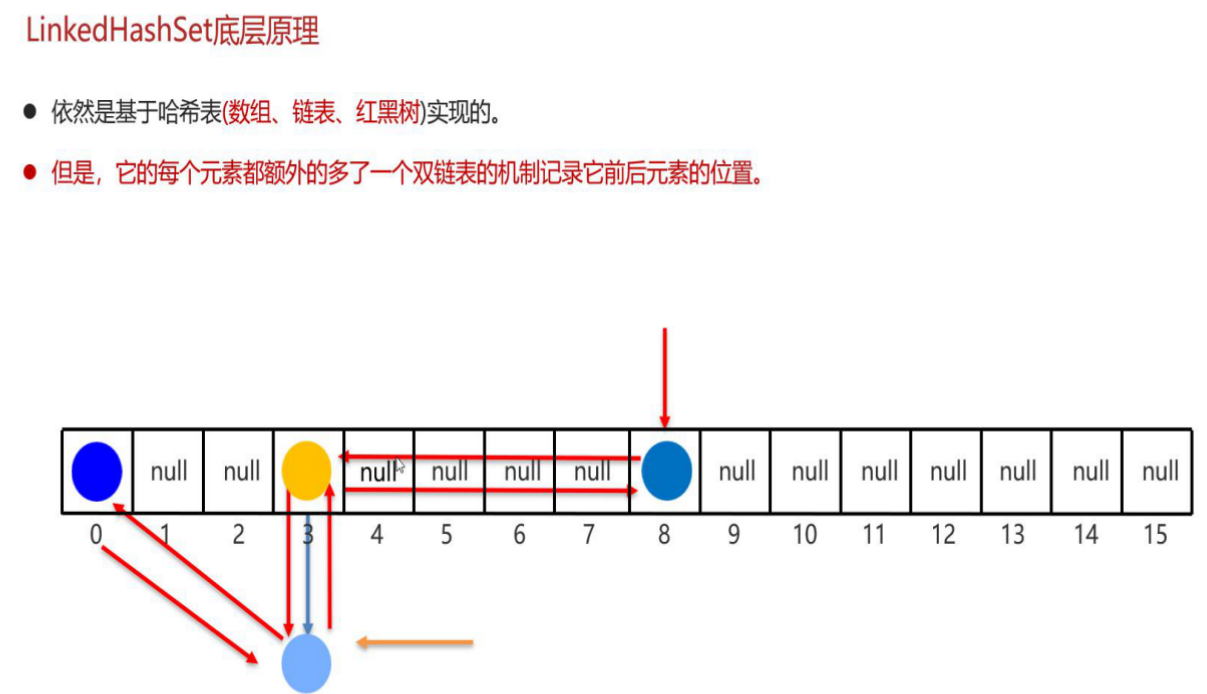 LinkedHashSet底层原理
● 依然是基于哈希表(数组、链表、红黑树)实现的。
● 但是，它的每个元素都额外的多了一个双链表的机制记录它前后元素的位置。
null null null null null null null null null null null null null
0 1 2 3 4 5 6 7 8 9 10 11 12 13 14 15